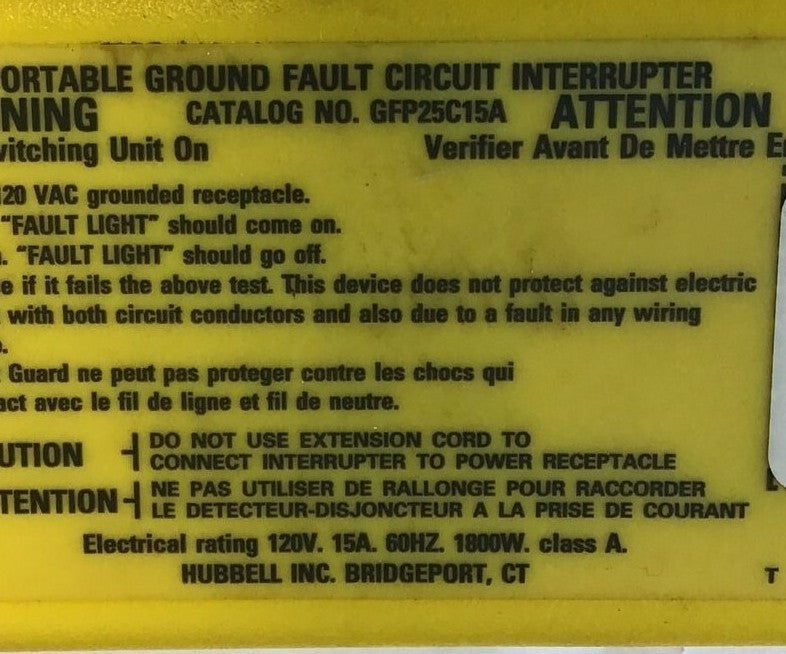 ORTABLE GROUND FAULT CIRCUIT INTERRUPTER
NING CATALOG NO. GFP25C15A ATTENTION
witching Unit On Verifier Avant De Mettre E
120 VAC grounded receptacle.
"FAULT LIGHT" should come on.
. "FAULT LIGHT" should go off.
e if it fails the above test. This device does not protect against electric
with both circuit conductors and also due to a fault in any wiring
.
Guard ne peut pas proteger contre les chocs qui
act avec le fil de ligne et fil de neutre.
UTION DO NOT USE EXTENSION CORD TO
CONNECT INTERRUPTER TO POWER RECEPTACLE
TENTION NE PAS UTILISER DE RALLONGE POUR RACCORDER
LE DETECTEUR-DISJONCTEUR A LA PRISE DE COURANT
Electrical rating 120V. 15A. 60HZ. 1800W. class A.
HUBBELL INC. BRIDGEPORT, CT T